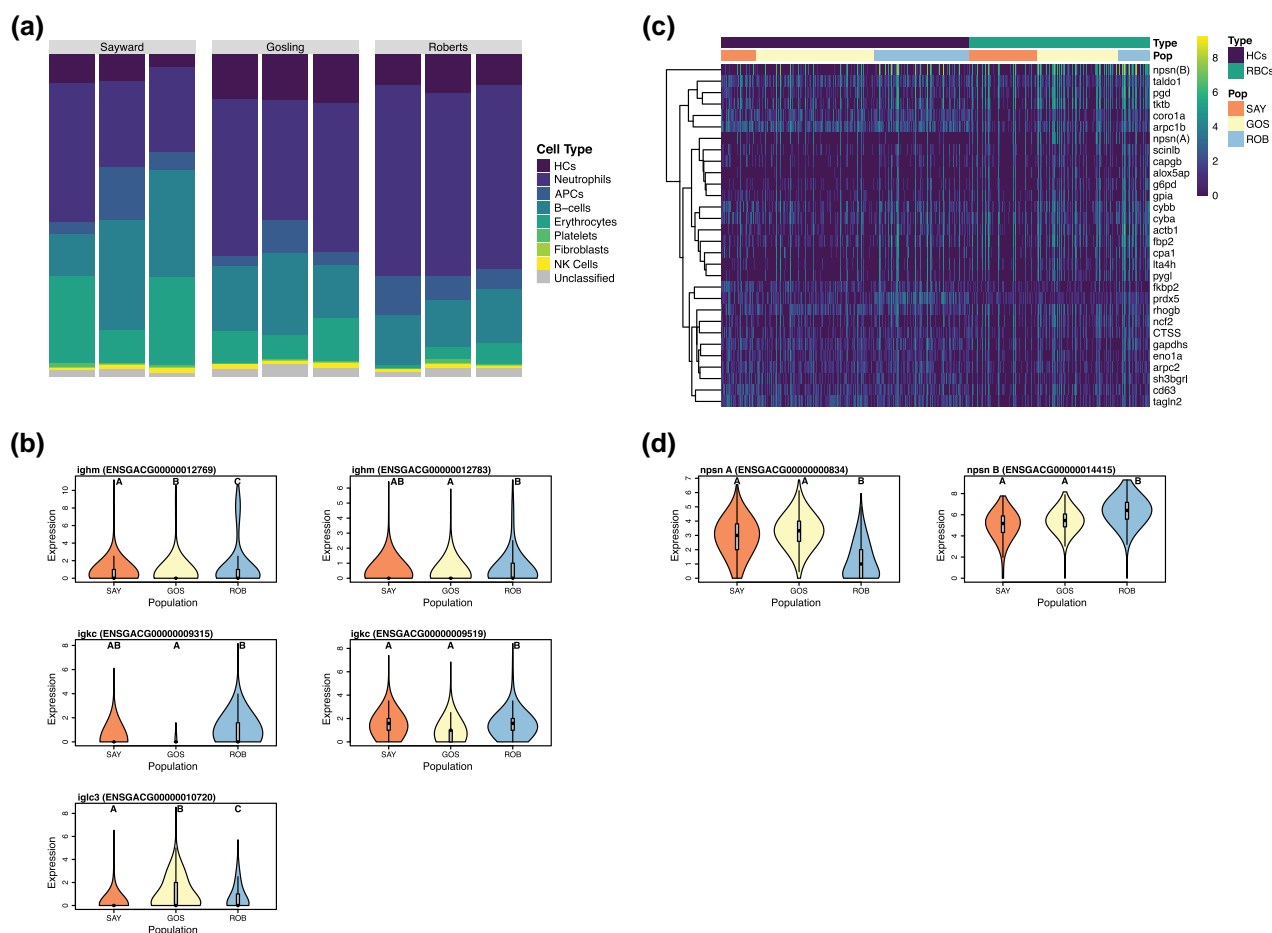 (a)
Sayward Gosling Roberts
Cell Type
HCs
Neutrophils
APCs
B−cells
Erythrocytes
Platelets
Fibroblasts
NK Cells
Unclassified
(c)
Type
Pop
npsn(B)
taldo1
pgd
tktb
coro1a
arpc1b
npsn(A)
scinlb
capgb
alox5ap
g6pd
gpia
cybb
cyba
actb1
fbp2
cpa1
lta4h
pygl
fkbp2
prdx5
rhogb
ncf2
CTSS
gapdhs
eno1a
arpc2
sh3bgrl
cd63
tagln2
8
6
4
2
0
Type
HCs
RBCs
Pop
SAY
GOS
ROB
(b)
ighm (ENSGACG00000012769)
A B C
Expression
10
8
6
4
2
0
SAY GOS ROB
Population
ighm (ENSGACG00000012783)
AB A B
Expression
6
5
4
3
2
1
0
SAY GOS ROB
Population
igkc (ENSGACG00000009315)
AB A B
Expression
8
6
4
2
0
SAY GOS ROB
Population
igkc (ENSGACG00000009519)
A A B
Expression
8
6
4
2
0
SAY GOS ROB
Population
iglc3 (ENSGACG00000010720)
A B C
Expression
8
6
4
2
0
SAY GOS ROB
Population
(d)
npsn A (ENSGACG00000000834)
A A B
Expression
7
6
5
4
3
2
1
0
SAY GOS ROB
Population
npsn B (ENSGACG00000014415)
A A B
Expression
8
6
4
2
0
SAY GOS ROB
Population